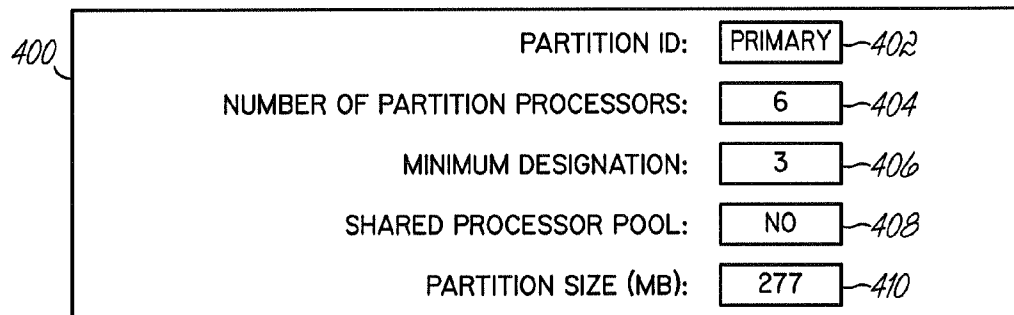 PARTITION ID: PRIMARY 402
400
NUMBER OF PARTITION PROCESSORS: 6 404
MINIMUM DESIGNATION: 3 406
SHARED PROCESSOR POOL: NO 408
PARTITION SIZE (MB): 277 410